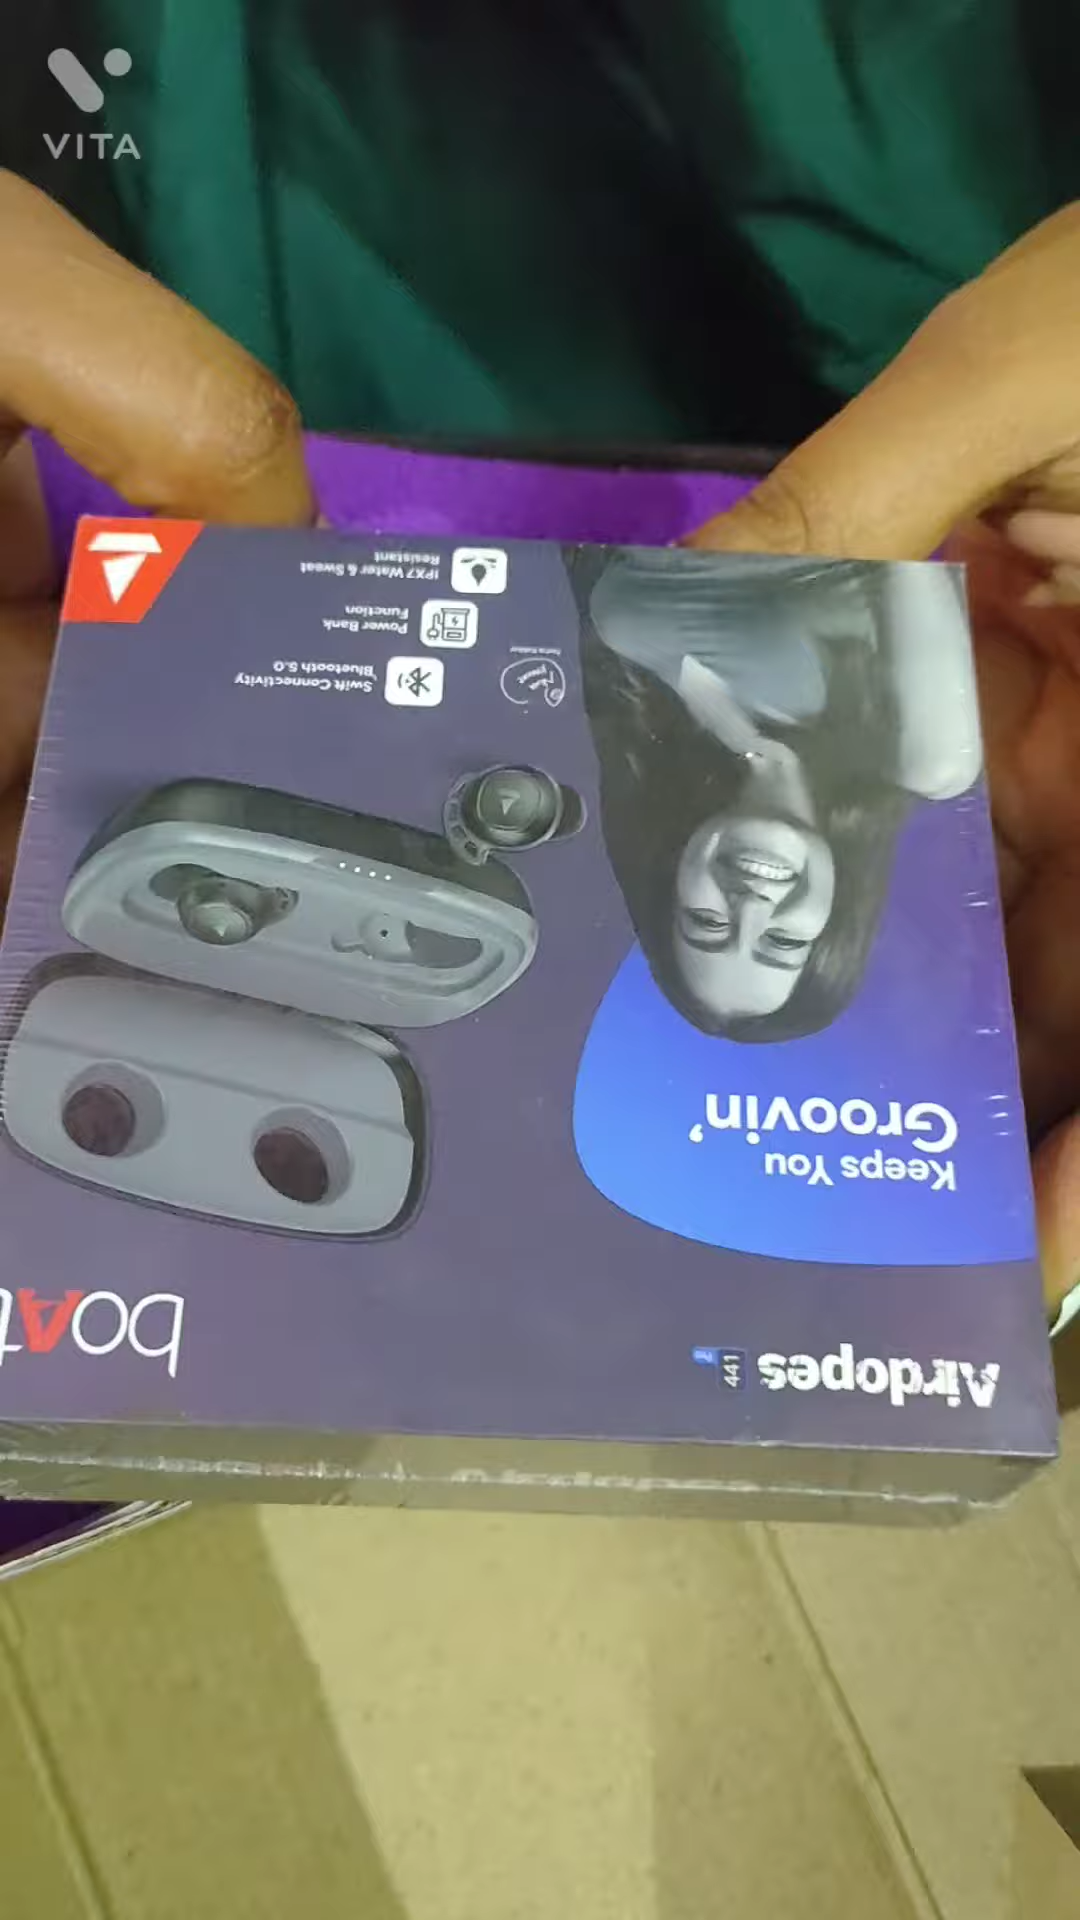 VITA
boAt
Airdopes 441 Pro
Keeps You
Groovin'
Swift Connectivity
Bluetooth 5.0
Power Bank
Function
IPX7 Water & Sweat
Resistant